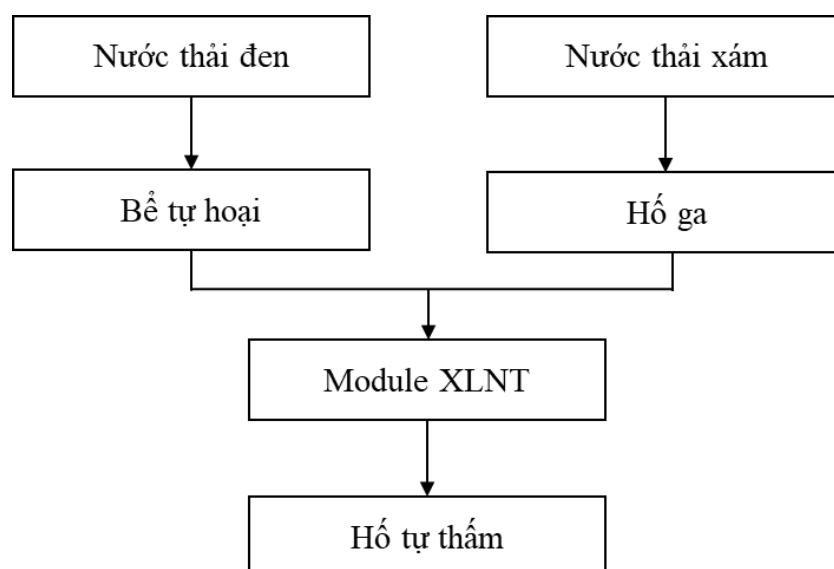 Nước thải đen
Nước thải xám
Bể tự hoại
Hố ga
Module XLNT
Hố tự thấm